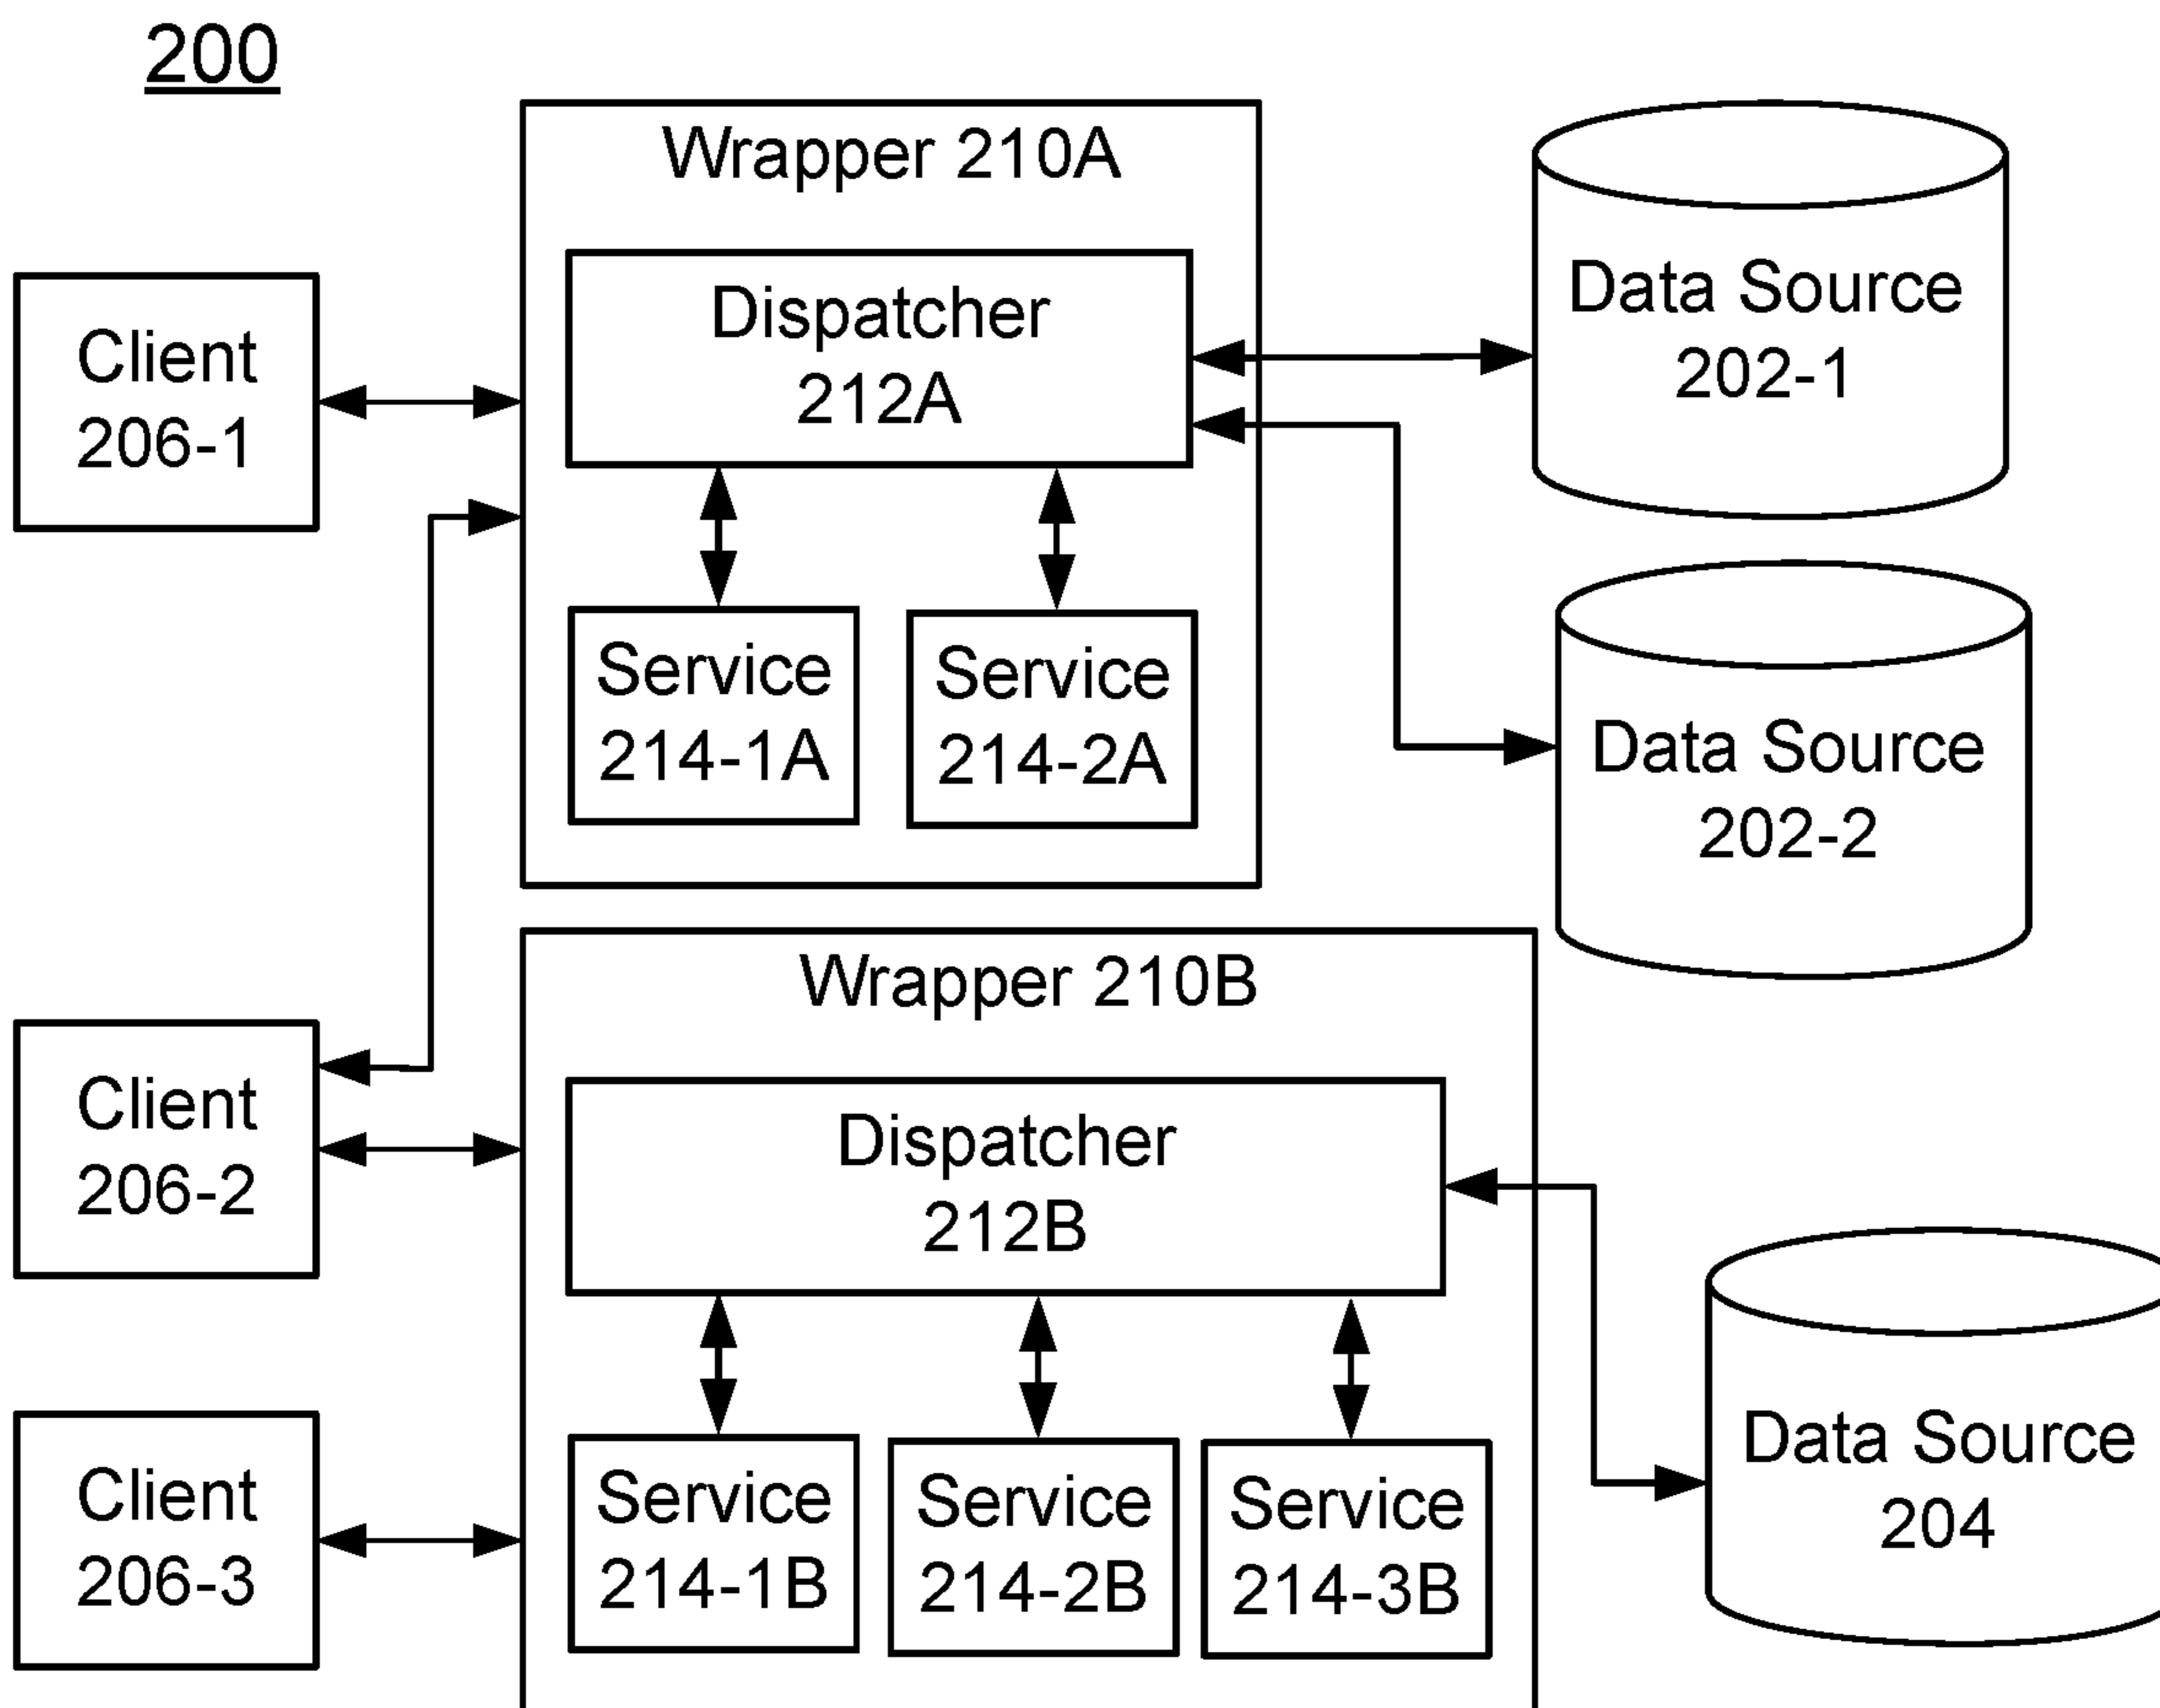 200
Wrapper 210A
Dispatcher
212A
Client
206-1
Data Source
202-1
Service
214-1A
Service
214-2A
Data Source
202-2
Wrapper 210B
Client
206-2
Dispatcher
212B
Client
206-3
Service
214-1B
Service
214-2B
Service
214-3B
Data Source
204